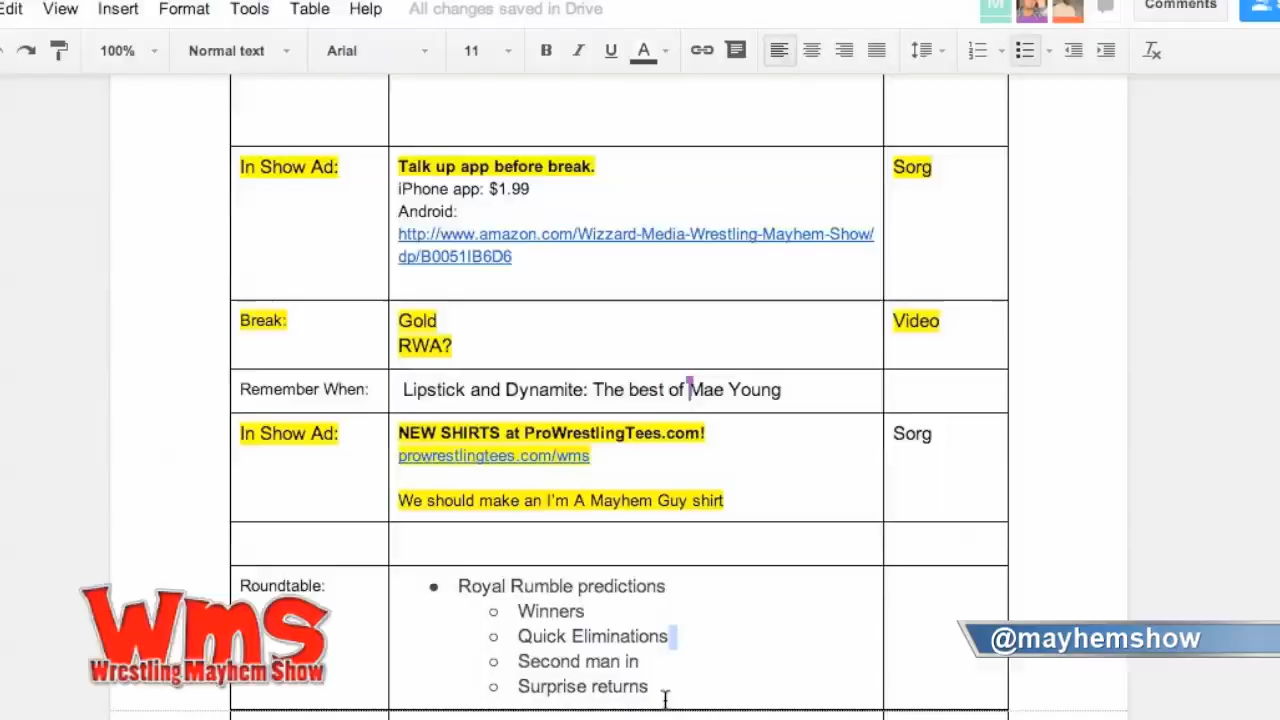 Edit View Insert Format Tools Table Help All changes saved in Drive
Comments
100% Normal text Arial 11 B I U A
In Show Ad: Talk up app before break. Sorg
iPhone app: $1.99
Android:
http://www.amazon.com/Wizzard-Media-Wrestling-Mayhem-Show/
dp/B0051IB6D6
Break: Gold Video
RWA?
Remember When: Lipstick and Dynamite: The best of Mae Young
In Show Ad: NEW SHIRTS at ProWrestlingTees.com! Sorg
prowrestlingtees.com/wms
We should make an I'm A Mayhem Guy shirt
Roundtable: ● Royal Rumble predictions
○ Winners
○ Quick Eliminations
○ Second man in
○ Surprise returns
wms
Wrestling Mayhem Show
@mayhemshow